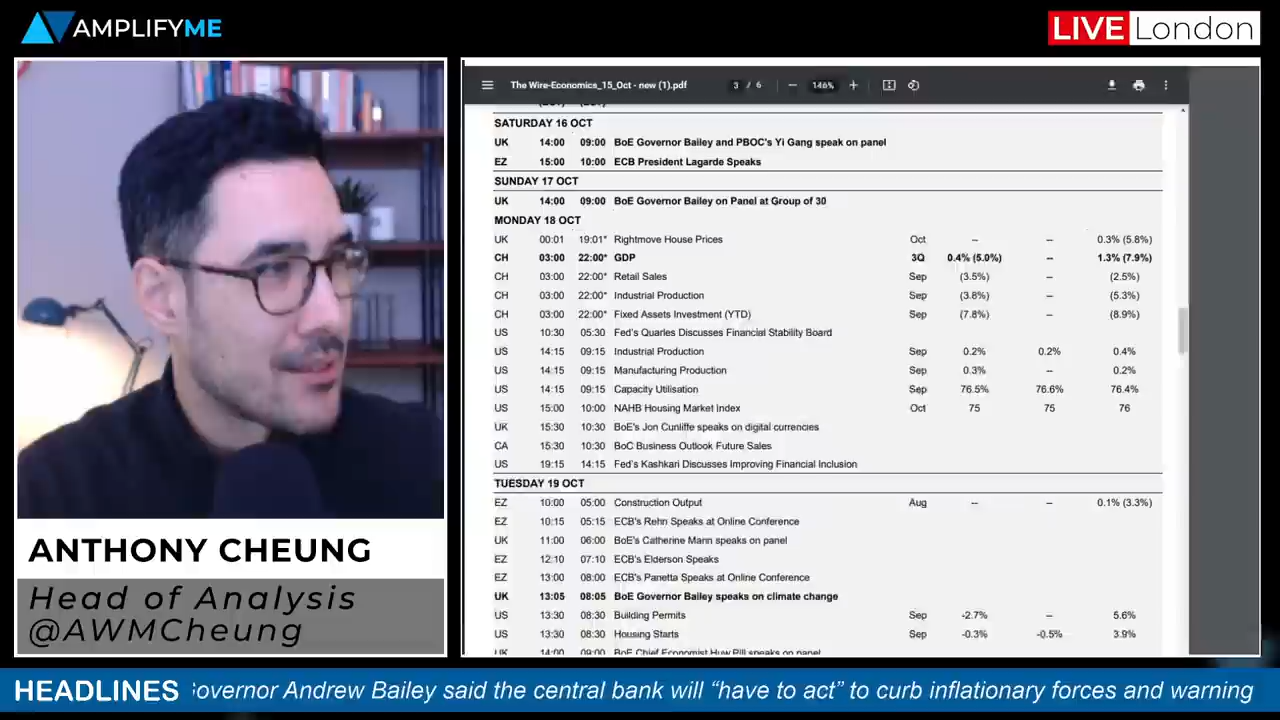 AMPLIFYME
LIVE London
The Wire-Economics_15_Oct - new (1).pdf 3 / 6 146%
SATURDAY 16 OCT
UK 14:00 09:00 BoE Governor Bailey and PBOC's Yi Gang speak on panel
EZ 15:00 10:00 ECB President Lagarde Speaks
SUNDAY 17 OCT
UK 14:00 09:00 BoE Governor Bailey on Panel at Group of 30
MONDAY 18 OCT
UK 00:01 19:01* Rightmove House Prices Oct -- -- 0.3% (5.8%)
CH 03:00 22:00* GDP 3Q 0.4% (5.0%) -- 1.3% (7.9%)
CH 03:00 22:00* Retail Sales Sep (3.5%) -- (2.5%)
CH 03:00 22:00* Industrial Production Sep (3.8%) -- (5.3%)
CH 03:00 22:00* Fixed Assets Investment (YTD) Sep (7.8%) -- (8.9%)
US 10:30 05:30 Fed's Quarles Discusses Financial Stability Board
US 14:15 09:15 Industrial Production Sep 0.2% 0.2% 0.4%
US 14:15 09:15 Manufacturing Production Sep 0.3% -- 0.2%
US 14:15 09:15 Capacity Utilisation Sep 76.5% 76.6% 76.4%
US 15:00 10:00 NAHB Housing Market Index Oct 75 75 76
UK 15:30 10:30 BoE's Jon Cunliffe speaks on digital currencies
CA 15:30 10:30 BoC Business Outlook Future Sales
US 19:15 14:15 Fed's Kashkari Discusses Improving Financial Inclusion
TUESDAY 19 OCT
EZ 10:00 05:00 Construction Output Aug -- -- 0.1% (3.3%)
EZ 10:15 05:15 ECB's Rehn Speaks at Online Conference
UK 11:00 06:00 BoE's Catherine Mann speaks on panel
EZ 12:10 07:10 ECB's Elderson Speaks
EZ 13:00 08:00 ECB's Panetta Speaks at Online Conference
UK 13:05 08:05 BoE Governor Bailey speaks on climate change
US 13:30 08:30 Building Permits Sep -2.7% -- 5.6%
US 13:30 08:30 Housing Starts Sep -0.3% -0.5% 3.9%
UK 14:00 09:00 BoE Chief Economist Huw Pill speaks on panel
ANTHONY CHEUNG
Head of Analysis
@AWMCheung
HEADLINES overnor Andrew Bailey said the central bank will “have to act” to curb inflationary forces and warning